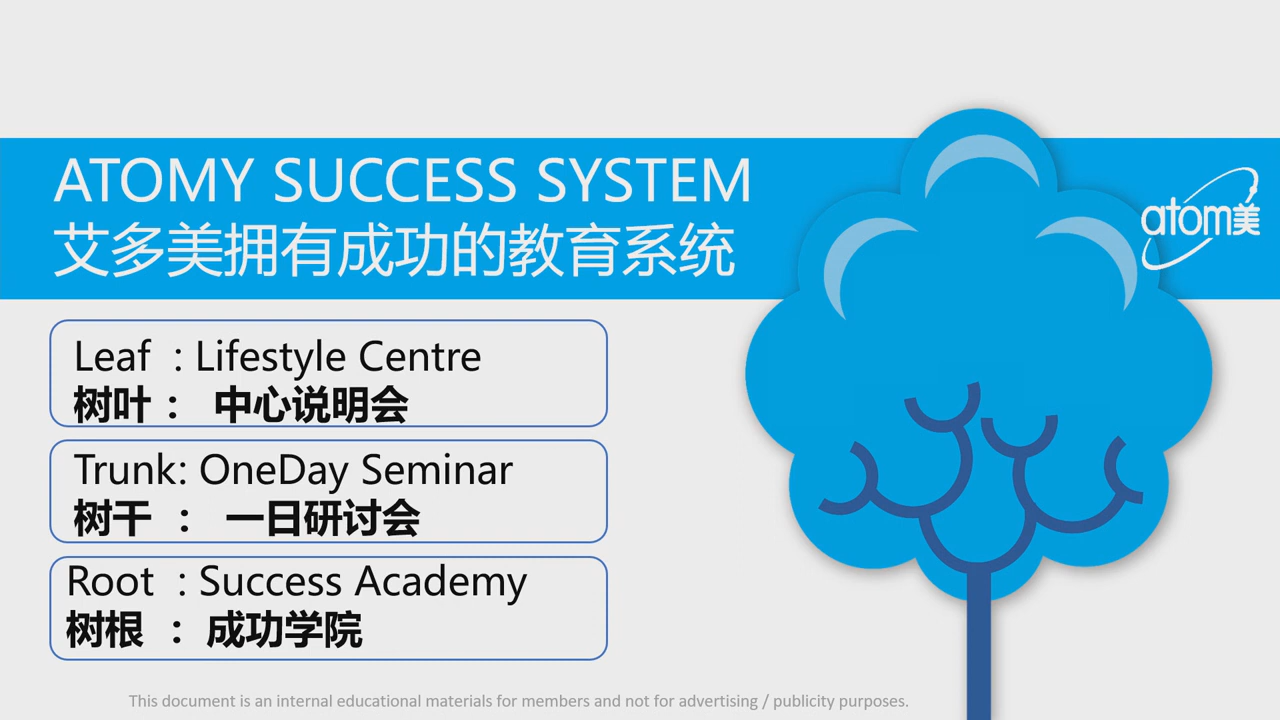 ATOMY SUCCESS SYSTEM
艾多美拥有成功的教育系统
atom美
Leaf : Lifestyle Centre
树叶： 中心说明会
Trunk: OneDay Seminar
树干 ： 一日研讨会
Root : Success Academy
树根 ： 成功学院
This document is an internal educational materials for members and not for advertising / publicity purposes.